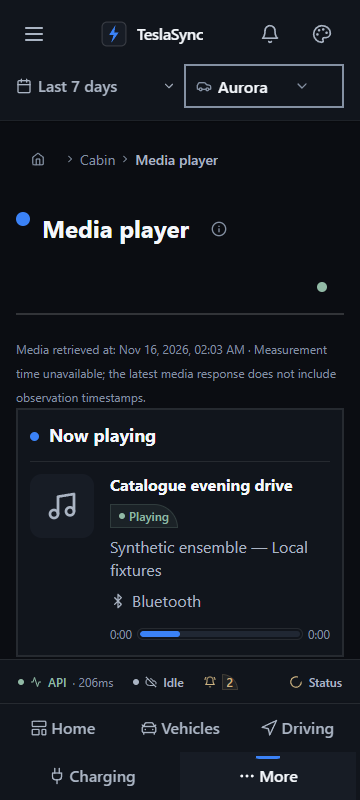 TeslaSync
Last 7 days
Aurora
Cabin
Media player
Media player
Media retrieved at: Nov 16, 2026, 02:03 AM · Measurement
time unavailable; the latest media response does not include
observation timestamps.
Now playing
Catalogue evening drive
Playing
Synthetic ensemble — Local
fixtures
Bluetooth
0:00
0:00
API · 206ms
Idle
2
Status
Home
Vehicles
Driving
Charging
More